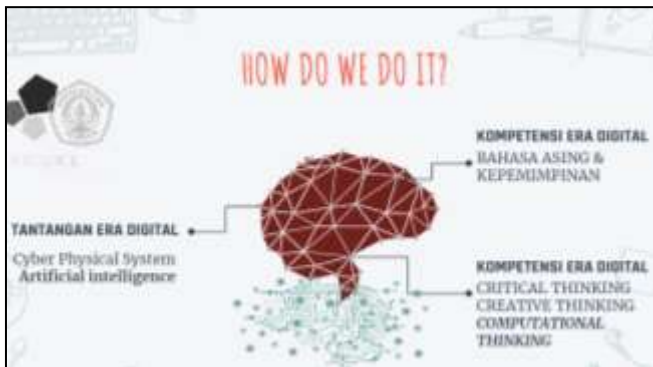 HOW DO WE DO IT?
KOMPETENSI ERA DIGITAL
BAHASA ASING &
KEPEMIMPINAN
TANTANGAN ERA DIGITAL
Cyber Physical System
Artificial intelligence
KOMPETENSI ERA DIGITAL
CRITICAL THINKING
CREATIVE THINKING
COMPUTATIONAL
THINKING